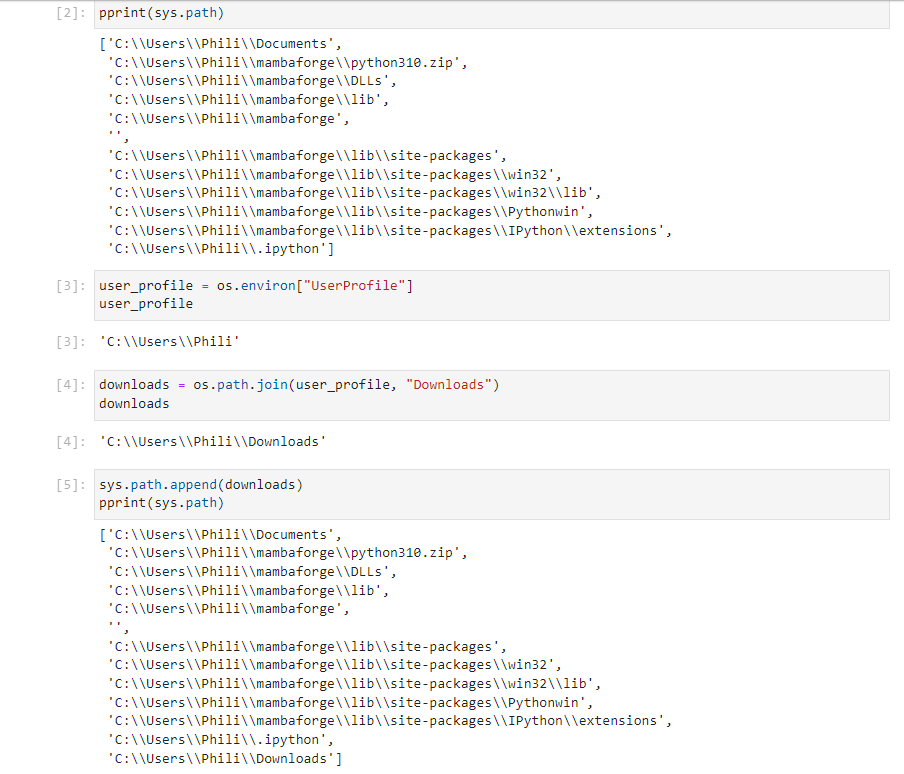 [2]: pprint(sys.path)
['C:\\Users\\Phili\\Documents',
'C:\\Users\\Phili\\mambaforge\\python310.zip',
'C:\\Users\\Phili\\mambaforge\\DLLs',
'C:\\Users\\Phili\\mambaforge\\lib',
'C:\\Users\\Phili\\mambaforge',
'',
'C:\\Users\\Phili\\mambaforge\\lib\\site-packages',
'C:\\Users\\Phili\\mambaforge\\lib\\site-packages\\win32',
'C:\\Users\\Phili\\mambaforge\\lib\\site-packages\\win32\\lib',
'C:\\Users\\Phili\\mambaforge\\lib\\site-packages\\Pythonwin',
'C:\\Users\\Phili\\mambaforge\\lib\\site-packages\\IPython\\extensions',
'C:\\Users\\Phili\\.ipython']
[3]: user_profile = os.environ["UserProfile"]
user_profile
[3]: 'C:\\Users\\Phili'
[4]: downloads = os.path.join(user_profile, "Downloads")
downloads
[4]: 'C:\\Users\\Phili\\Downloads'
[5]: sys.path.append(downloads)
pprint(sys.path)
['C:\\Users\\Phili\\Documents',
'C:\\Users\\Phili\\mambaforge\\python310.zip',
'C:\\Users\\Phili\\mambaforge\\DLLs',
'C:\\Users\\Phili\\mambaforge\\lib',
'C:\\Users\\Phili\\mambaforge',
'',
'C:\\Users\\Phili\\mambaforge\\lib\\site-packages',
'C:\\Users\\Phili\\mambaforge\\lib\\site-packages\\win32',
'C:\\Users\\Phili\\mambaforge\\lib\\site-packages\\win32\\lib',
'C:\\Users\\Phili\\mambaforge\\lib\\site-packages\\Pythonwin',
'C:\\Users\\Phili\\mambaforge\\lib\\site-packages\\IPython\\extensions',
'C:\\Users\\Phili\\.ipython',
'C:\\Users\\Phili\\Downloads']